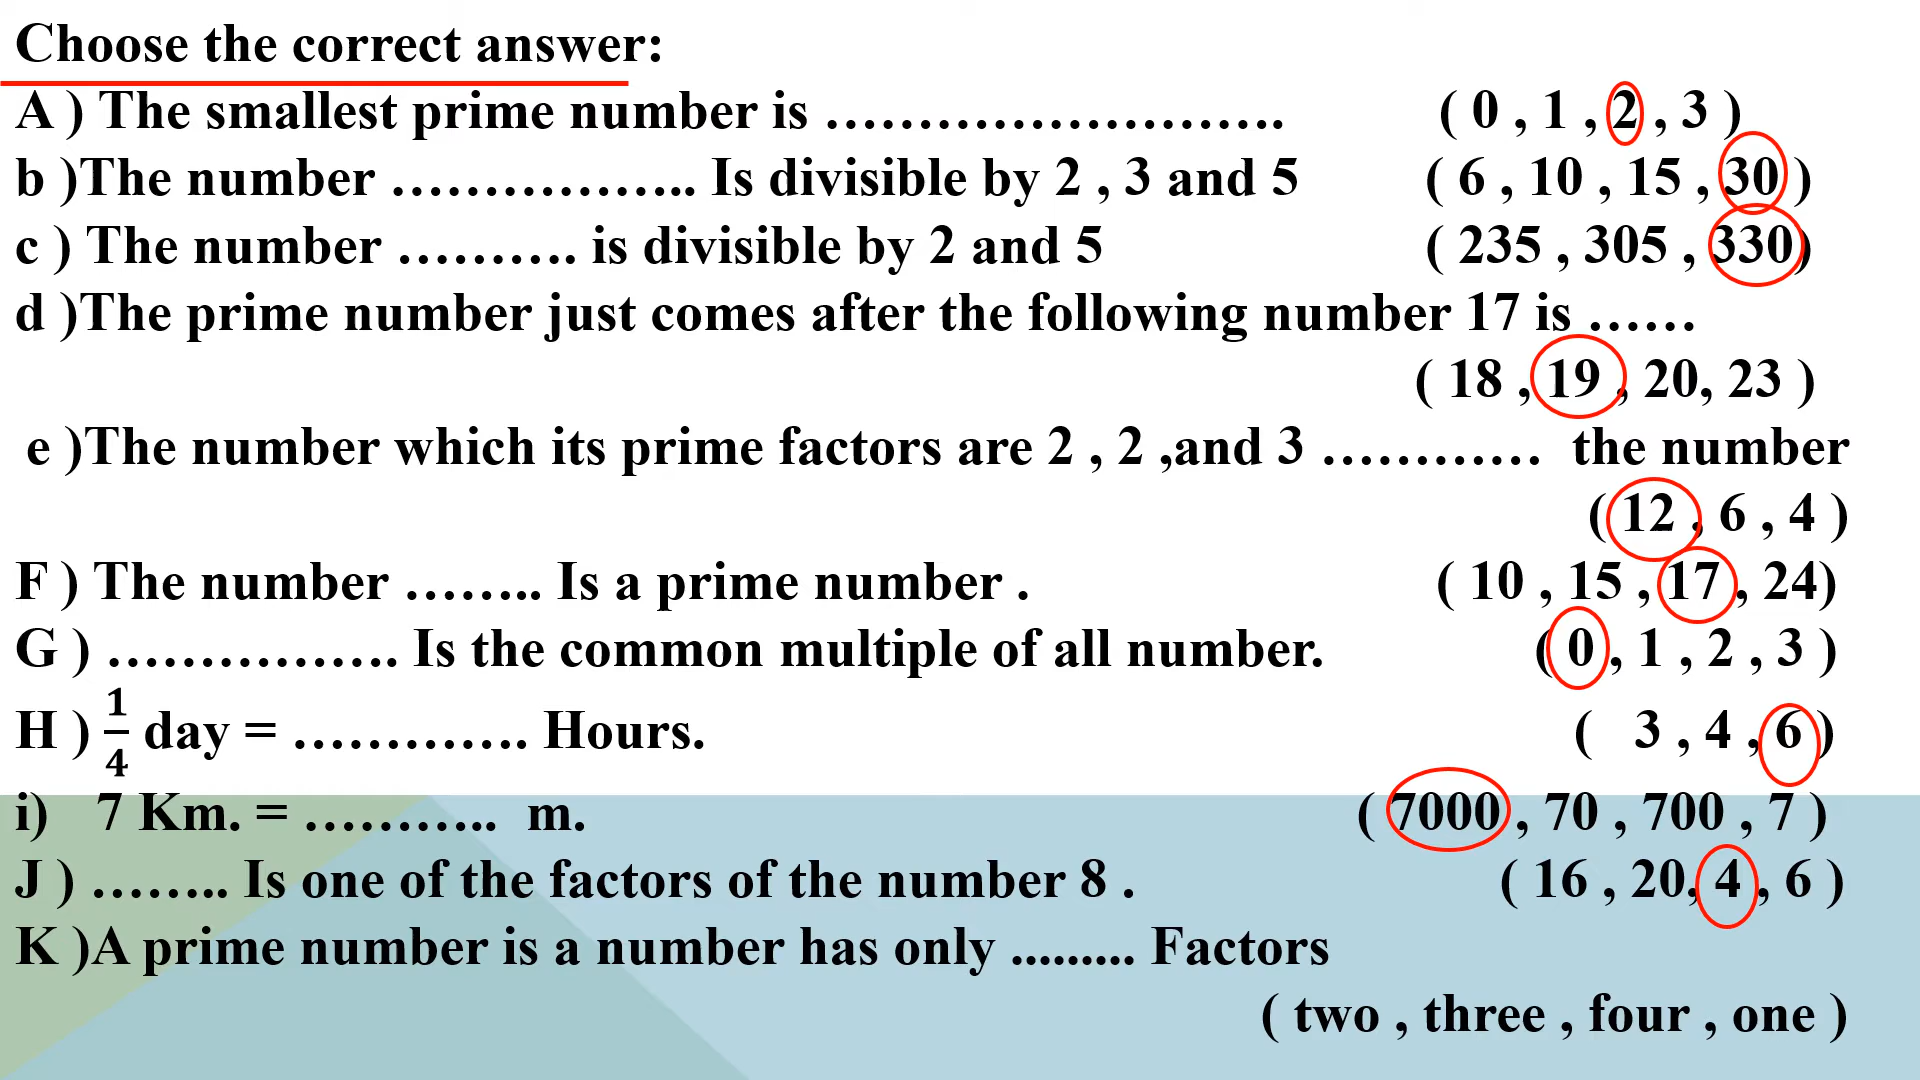 Choose the correct answer:
A ) The smallest prime number is ……………………. ( 0 , 1 , 2 , 3 )
b )The number …………….. Is divisible by 2 , 3 and 5 ( 6 , 10 , 15 , 30 )
c ) The number ………. is divisible by 2 and 5 ( 235 , 305 , 330)
d )The prime number just comes after the following number 17 is ……
( 18 , 19 , 20, 23 )
e )The number which its prime factors are 2 , 2 ,and 3 ………… the number
( 12 , 6 , 4 )
F ) The number …….. Is a prime number . ( 10 , 15 , 17 , 24)
G ) ……………. Is the common multiple of all number. ( 0 , 1 , 2 , 3 )
H ) 1/4 day = …………. Hours. ( 3 , 4 , 6 )
i) 7 Km. = ……….. m. ( 7000 , 70 , 700 , 7 )
J ) …….. Is one of the factors of the number 8 . ( 16 , 20, 4 , 6 )
K )A prime number is a number has only ......... Factors
( two , three , four , one )